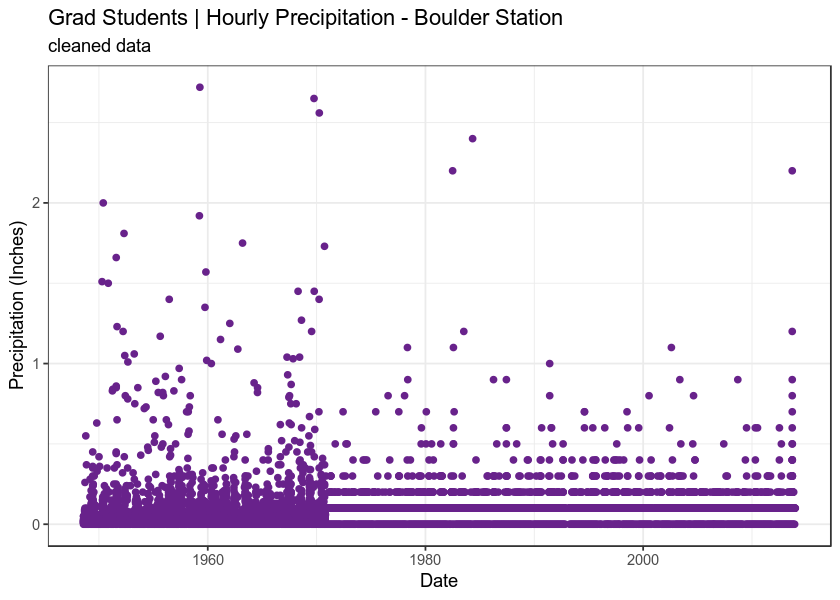 Grad Students | Hourly Precipitation - Boulder Station
cleaned data
Precipitation (Inches)
2
1
0
1960 1980 2000
Date